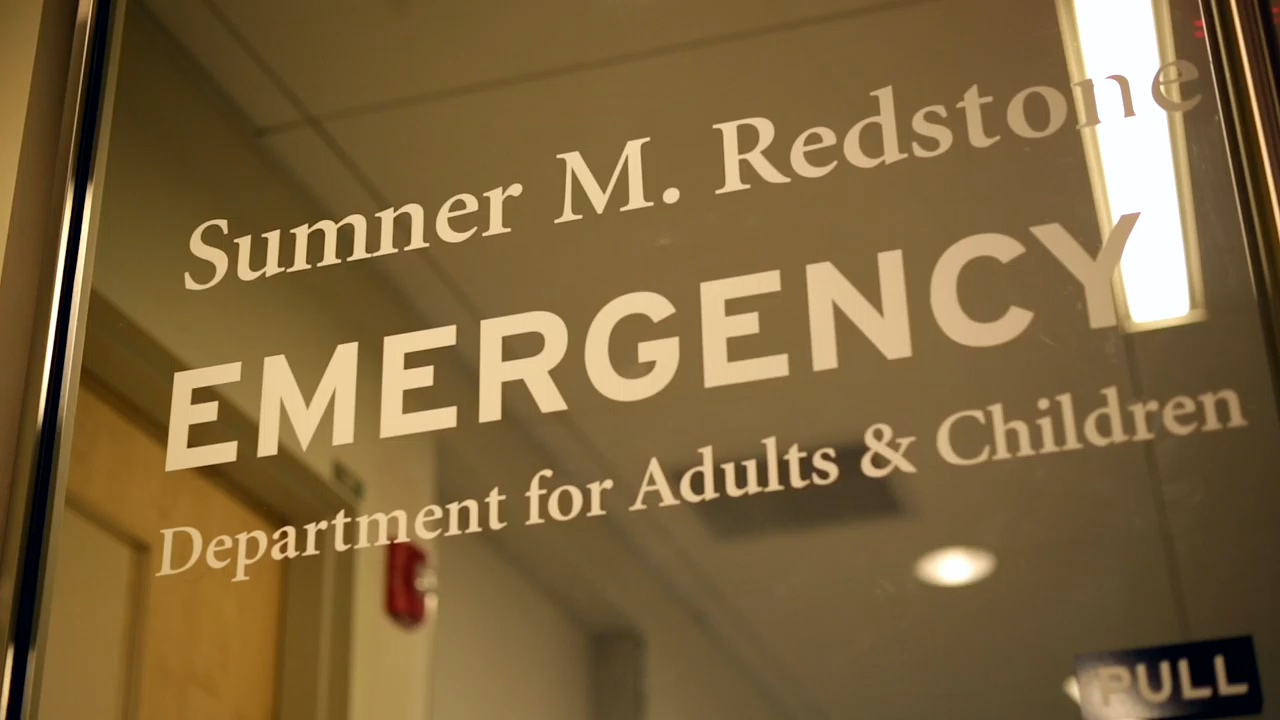 Sumner M. Redstone
EMERGENCY
Department for Adults & Children
PULL